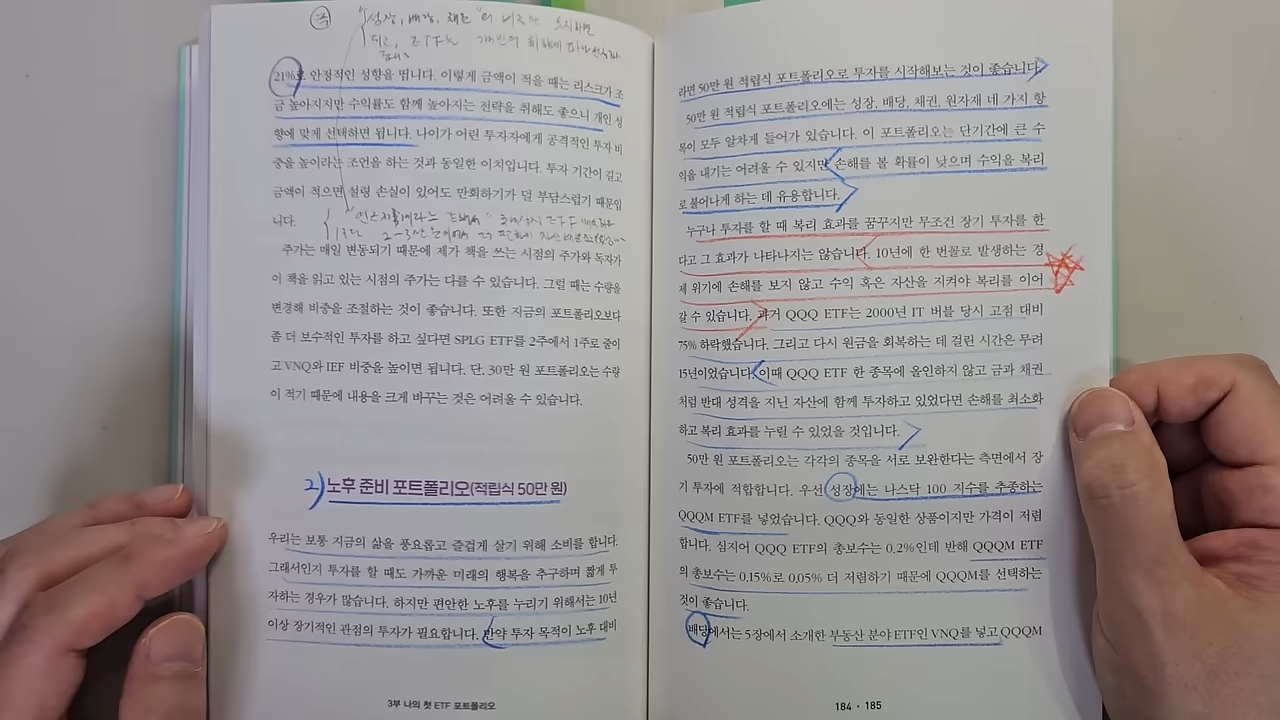 즉
"성장, 배당, 채권"의 비중만 표시하면
되고, ETF는
21%로 안정적인 성향을 띱니다. 이렇게 금액이 적을 때는 리스크가 조
금 높아지지만 수익률도 함께 높아지는 전략을 취해도 좋으니 개인 성
향에 맞게 선택하면 됩니다. 나이가 어린 투자자에게 공격적인 투자 비
중을 높이라는 조언을 하는 것과 동일한 이치입니다. 투자 기간이 길고
금액이 적으면 설령 손실이 있어도 만회하기가 덜 부담스럽기 때문입
니다.
주가는 매일 변동되기 때문에 제가 책을 쓰는 시점의 주가와 독자가
이 책을 읽고 있는 시점의 주가는 다를 수 있습니다. 그럴 때는 수량을
변경해 비중을 조절하는 것이 좋습니다. 또한 지금의 포트폴리오보다
좀 더 보수적인 투자를 하고 싶다면 SPLG ETF를 2주에서 1주로 줄이
고 VNQ와 IEF 비중을 높이면 됩니다. 단, 30만 원 포트폴리오는 수량
이 적기 때문에 내용을 크게 바꾸는 것은 어려울 수 있습니다.
2) 노후 준비 포트폴리오(적립식 50만 원)
우리는 보통 지금의 삶을 풍요롭고 즐겁게 살기 위해 소비를 합니다.
그래서인지 투자를 할 때도 가까운 미래의 행복을 추구하며 짧게 투
자하는 경우가 많습니다. 하지만 편안한 노후를 누리기 위해서는 10년
이상 장기적인 관점의 투자가 필요합니다. 만약 투자 목적이 노후 대비
3부 나의 첫 ETF 포트폴리오
라면 50만 원 적립식 포트폴리오로 투자를 시작해보는 것이 좋습니다.
50만 원 적립식 포트폴리오에는 성장, 배당, 채권, 원자재 네 가지 항
목이 모두 알차게 들어가 있습니다. 이 포트폴리오는 단기간에 큰 수
익을 내기는 어려울 수 있지만 손해를 볼 확률이 낮으며 수익을 복리
로 불어나게 하는 데 유용합니다.
누구나 투자를 할 때 복리 효과를 꿈꾸지만 무조건 장기 투자를 한
다고 그 효과가 나타나지는 않습니다. 10년에 한 번꼴로 발생하는 경
제 위기에 손해를 보지 않고 수익 혹은 자산을 지켜야 복리를 이어
갈 수 있습니다. 과거 QQQ ETF는 2000년 IT 버블 당시 고점 대비
75% 하락했습니다. 그리고 다시 원금을 회복하는 데 걸린 시간은 무려
15년이었습니다. 이때 QQQ ETF 한 종목에 올인하지 않고 금과 채권
처럼 반대 성격을 지닌 자산에 함께 투자하고 있었다면 손해를 최소화
하고 복리 효과를 누릴 수 있었을 것입니다.
50만 원 포트폴리오는 각각의 종목을 서로 보완한다는 측면에서 장
기 투자에 적합합니다. 우선 성장에는 나스닥 100 지수를 추종하는
QQQM ETF를 넣었습니다. QQQ와 동일한 상품이지만 가격이 저렴
합니다. 심지어 QQQ ETF의 총보수는 0.2%인데 반해 QQQM ETF
의 총보수는 0.15%로 0.05% 더 저렴하기 때문에 QQQM를 선택하는
것이 좋습니다.
배당에서는 5장에서 소개한 부동산 분야 ETF인 VNQ를 넣고 QQQM
184 · 185